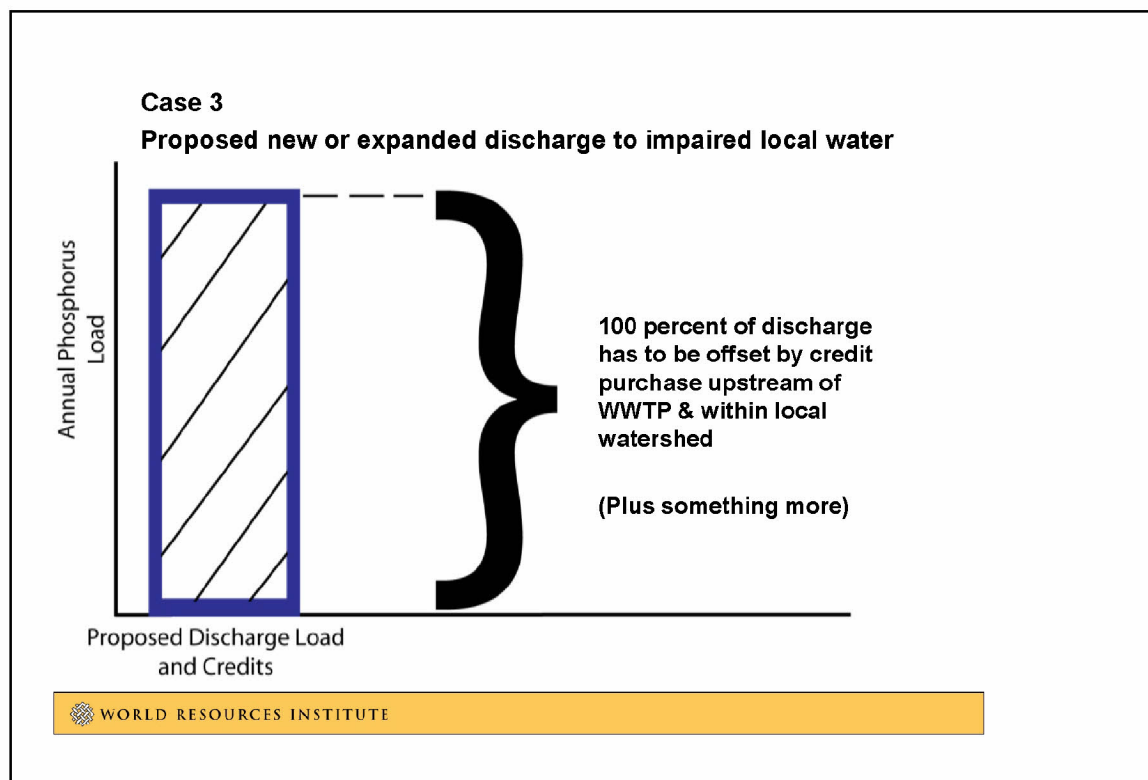 Case 3
Proposed new or expanded discharge to impaired local water
Annual Phosphorus
Load
100 percent of discharge
has to be offset by credit
purchase upstream of
WWTP & within local
watershed
(Plus something more)
Proposed Discharge Load
and Credits
WORLD RESOURCES INSTITUTE